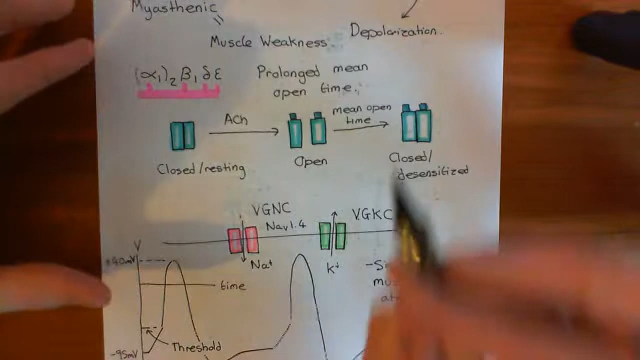 Myasthenic
Muscle Weakness.
Depolarization.
(α1)2 β1 δ ε
Prolonged mean
open time.
ACh
mean open
time
Closed/resting
Open
Closed/
desensitized
VGNC
Nav1.4
VGKC
V
+40mV
time
Na+
K+
Threshold
-95mV